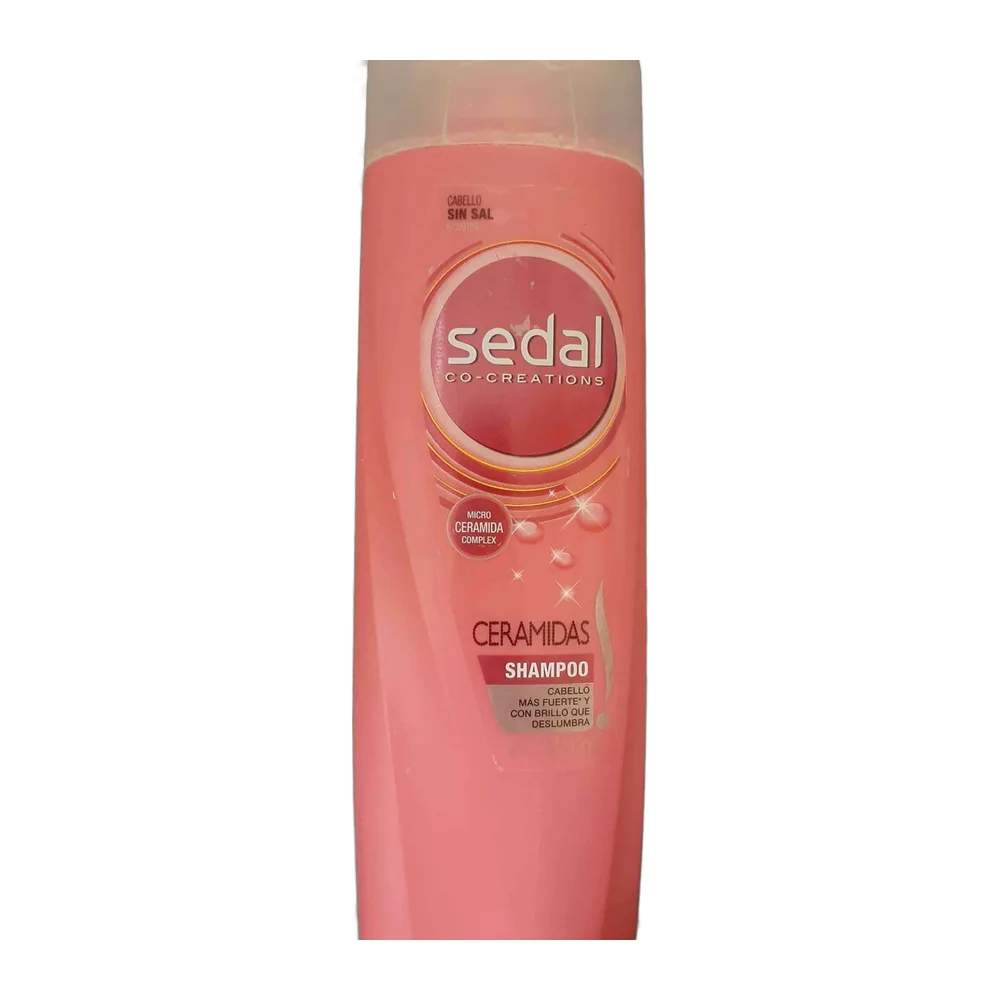 CABELLO
SIN SAL
sedal
CO-CREATIONS
MICRO
CERAMIDA
COMPLEX
CERAMIDAS
SHAMPOO
CABELLO
MÁS FUERTE* Y
CON BRILLO QUE
DESLUMBRA